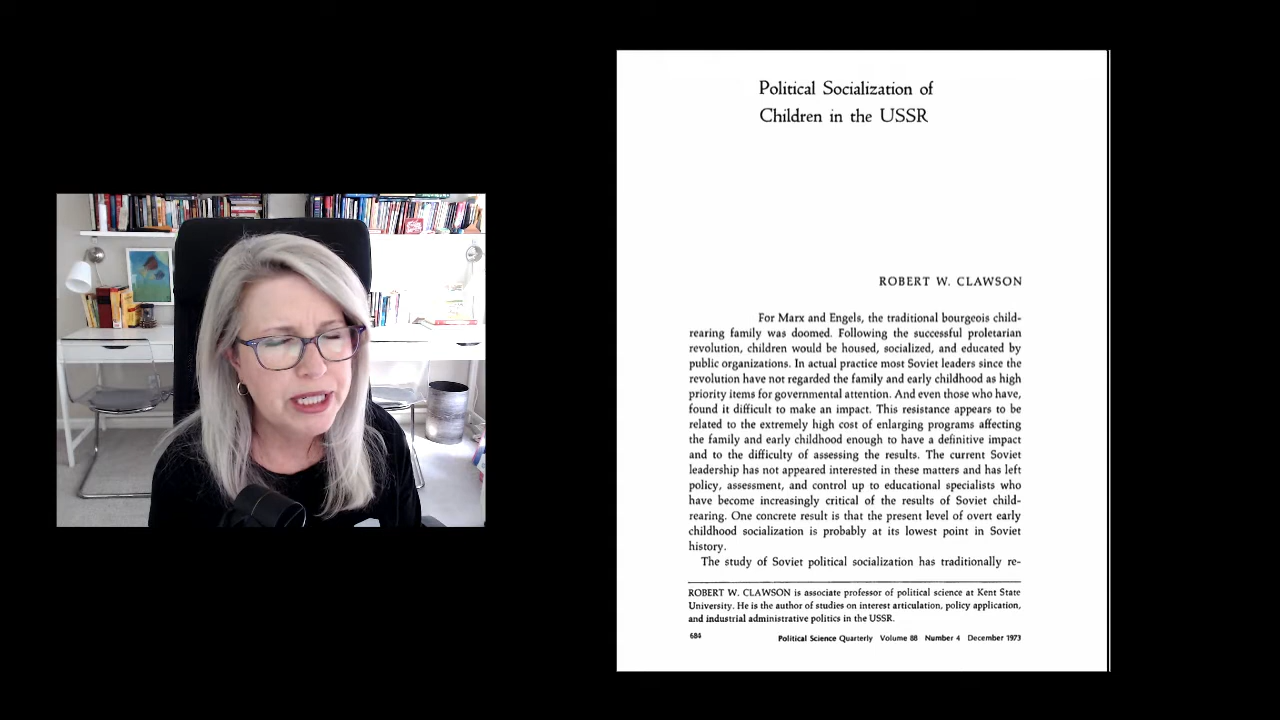 Political Socialization of
Children in the USSR
ROBERT W. CLAWSON
For Marx and Engels, the traditional bourgeois child-
rearing family was doomed. Following the successful proletarian
revolution, children would be housed, socialized, and educated by
public organizations. In actual practice most Soviet leaders since the
revolution have not regarded the family and early childhood as high
priority items for governmental attention. And even those who have,
found it difficult to make an impact. This resistance appears to be
related to the extremely high cost of enlarging programs affecting
the family and early childhood enough to have a definitive impact
and to the difficulty of assessing the results. The current Soviet
leadership has not appeared interested in these matters and has left
policy, assessment, and control up to educational specialists who
have become increasingly critical of the results of Soviet child-
rearing. One concrete result is that the present level of overt early
childhood socialization is probably at its lowest point in Soviet
history.
The study of Soviet political socialization has traditionally re-
ROBERT W. CLAWSON is associate professor of political science at Kent State
University. He is the author of studies on interest articulation, policy application,
and industrial administrative politics in the USSR.
684 Political Science Quarterly Volume 88 Number 4 December 1973